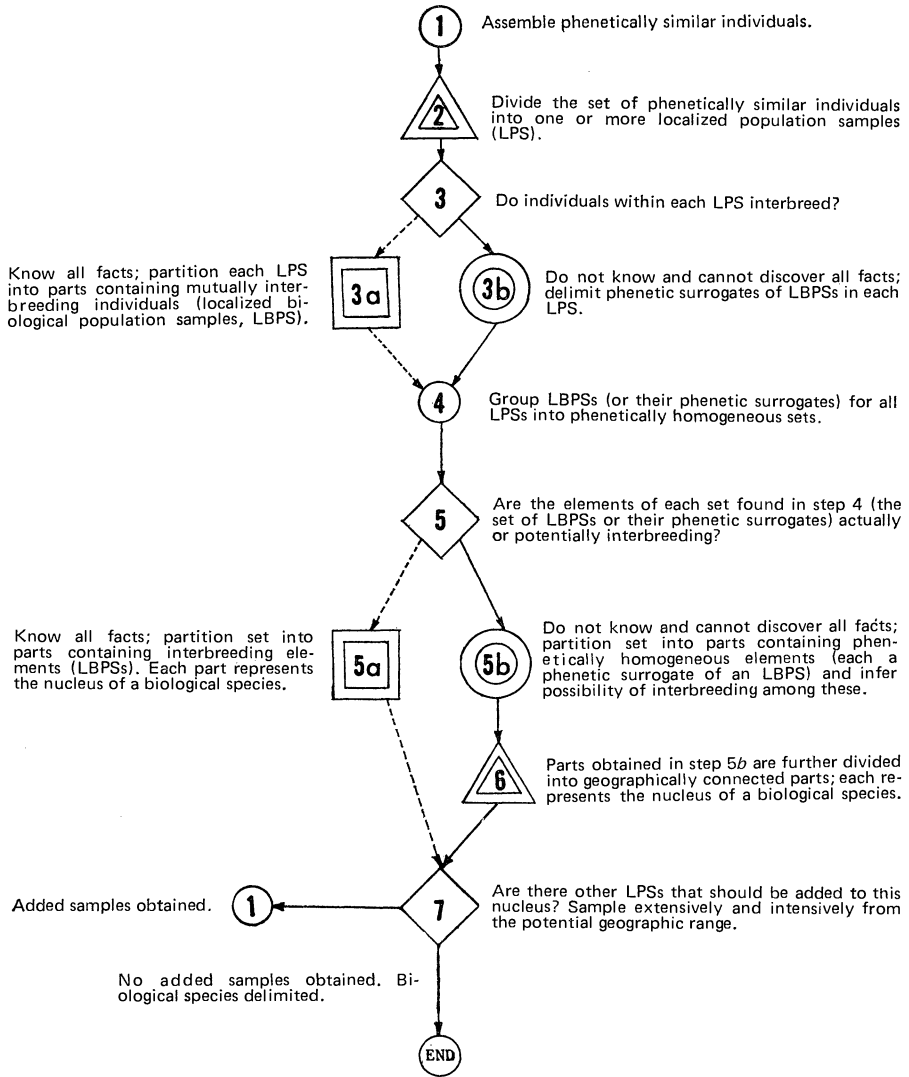 1
Assemble phenetically similar individuals.
2
Divide the set of phenetically similar individuals
into one or more localized population samples
(LPS).
3
Do individuals within each LPS interbreed?
Know all facts; partition each LPS
into parts containing mutually inter-
breeding individuals (localized bi-
ological population samples, LBPS).
3a
3b
Do not know and cannot discover all facts;
delimit phenetic surrogates of LBPSs in each
LPS.
4
Group LBPSs (or their phenetic surrogates) for all
LPSs into phenetically homogeneous sets.
5
Are the elements of each set found in step 4 (the
set of LBPSs or their phenetic surrogates) actually
or potentially interbreeding?
Know all facts; partition set into
parts containing interbreeding ele-
ments (LBPSs). Each part represents
the nucleus of a biological species.
5a
5b
Do not know and cannot discover all facts;
partition set into parts containing phen-
etically homogeneous elements (each a
phenetic surrogate of an LBPS) and infer
possibility of interbreeding among these.
6
Parts obtained in step 5b are further divided
into geographically connected parts; each re-
presents the nucleus of a biological species.
Added samples obtained.
1
7
Are there other LPSs that should be added to this
nucleus? Sample extensively and intensively from
the potential geographic range.
No added samples obtained. Bi-
ological species delimited.
END